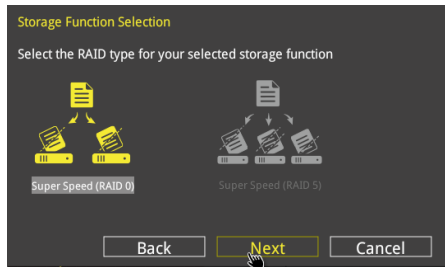 Storage Function Selection
Select the RAID type for your selected storage function
Super Speed (RAID 0)
Super Speed (RAID 5)
Back
Next
Cancel